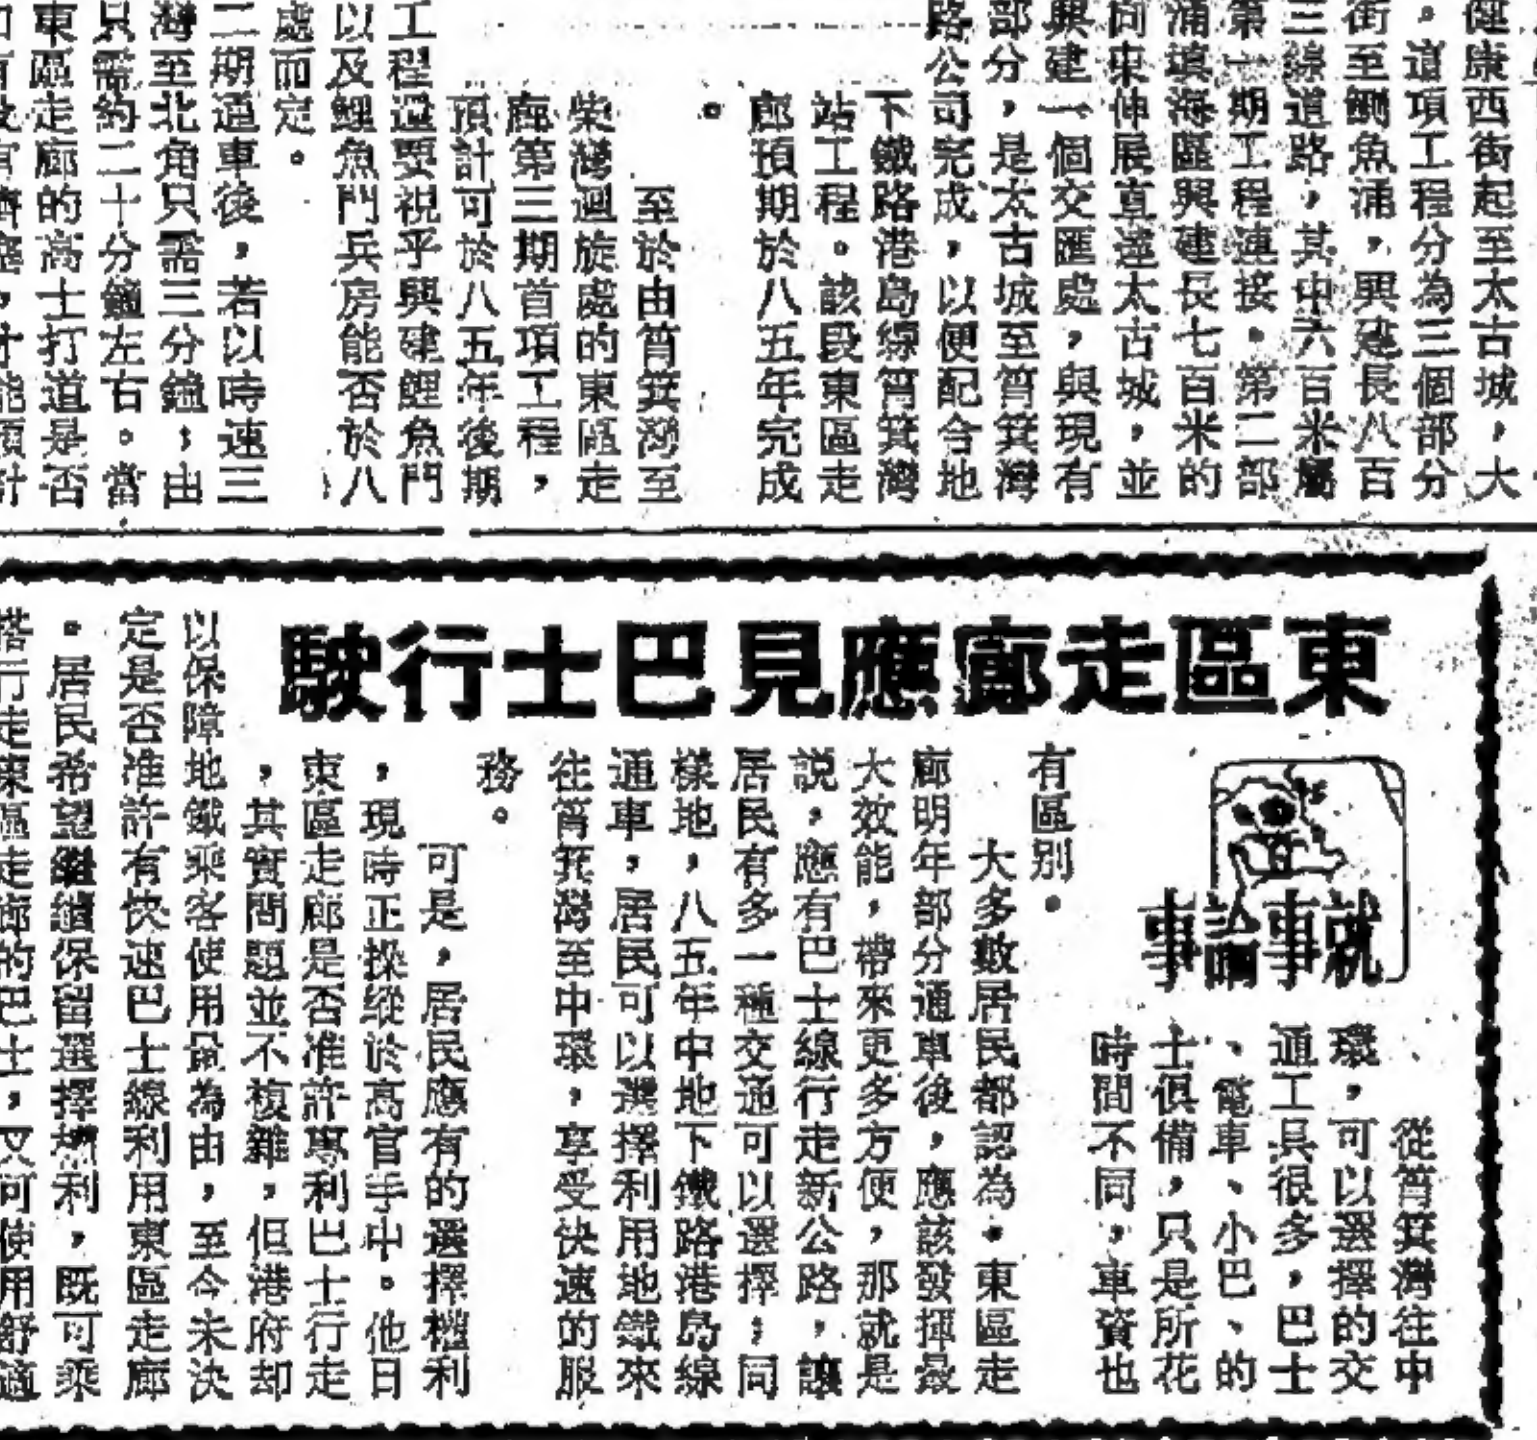 健康西街起至太古城，大
。這項工程分為三個部分
街至鰂魚涌，興建長八百
三線道路，其中六百米屬
第一期工程連接。第二部
涌填海區興建長七百米的
向東伸展直達太古城，並
興建一個交匯處，與現有
部分，是太古城至筲箕灣
路公司完成，以便配合地
下鐵路港島線筲箕灣
站工程。該段東區走
廊預期於八五年完成
。
至於由筲箕灣至
柴灣迴旋處的東區走
廊第三期首項工程，
預計可於八五年後期
工程還要視乎興建鯉魚門
以及鯉魚門兵房能否於八
處而定。
二期通車後，若以時速三
灣至北角只需三分鐘，由
只需約二十分鐘左右。當
東區走廊的高士打道是否
東區走廊應見巴士行駛
就事論事
從筲箕灣往中
環，可以選擇的交
通工具很多，巴士
、電車、小巴、的
士俱備，只是所花
時間不同，車資也
有區別。
大多數居民都認為，東區走
廊明年部分通車後，應該發揮最
大效能，帶來更多方便，那就是
說，應有巴士線行走新公路，讓
居民有多一種交通可以選擇；同
樣地，八五年中地下鐵路港島線
通車，居民可以選擇利用地鐵來
往筲箕灣至中環，享受快速的服
務。
可是，居民應有的選擇權利
，現時正操縱於高官手中。他日
東區走廊是否准許專利巴士行走
，其實問題並不複雜，但港府却
以保障地鐵乘客使用量為由，至今未決
定是否准許有快速巴士線利用東區走廊
。居民希望繼續保留選擇權利，既可乘
搭行走東區走廊的巴士，又可使用舒適